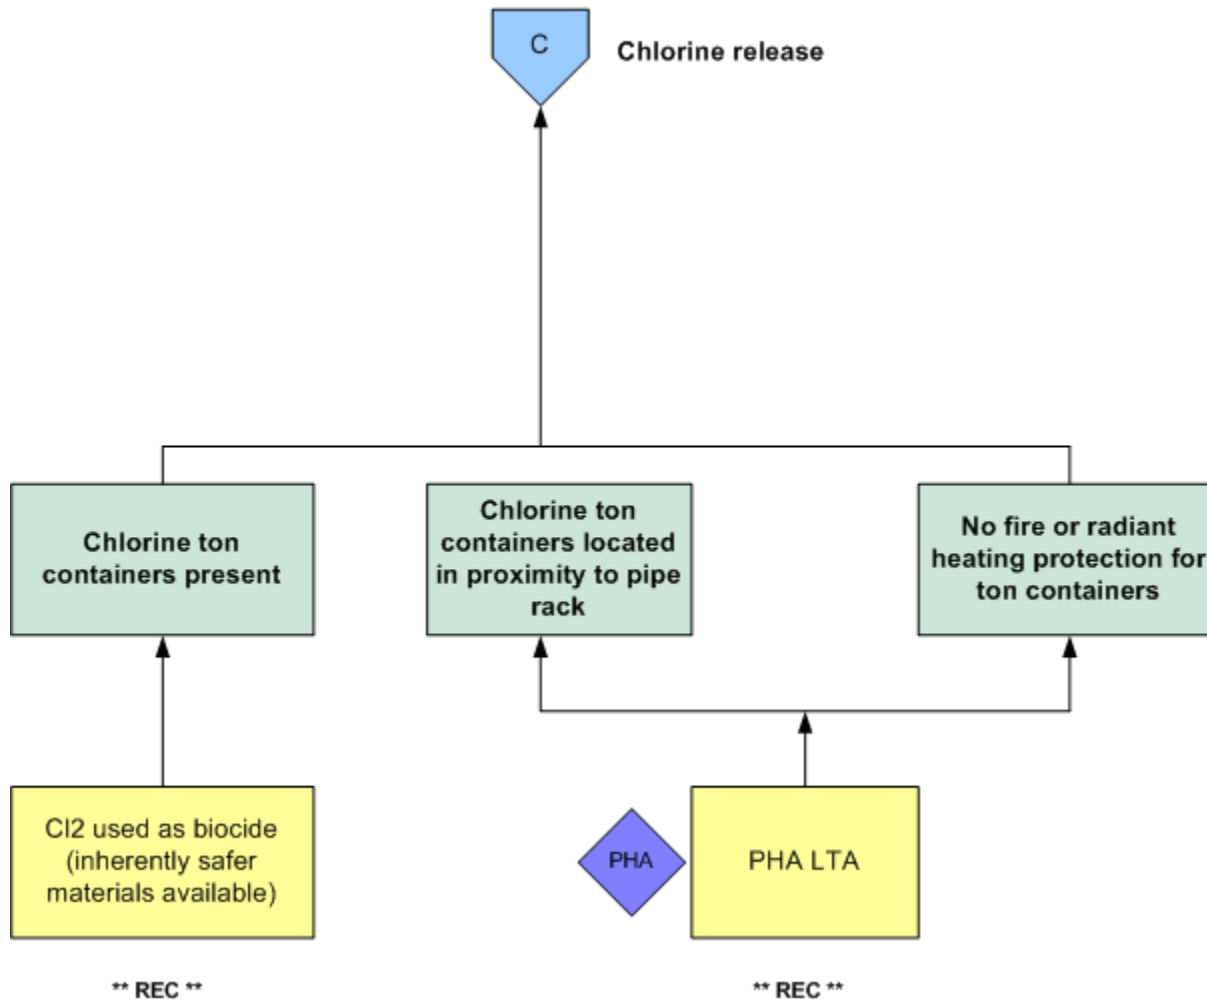 C
Chlorine release
Chlorine ton
containers present
Chlorine ton
containers located
in proximity to pipe
rack
No fire or radiant
heating protection for
ton containers
Cl2 used as biocide
(inherently safer
materials available)
PHA
PHA LTA
** REC **
** REC **